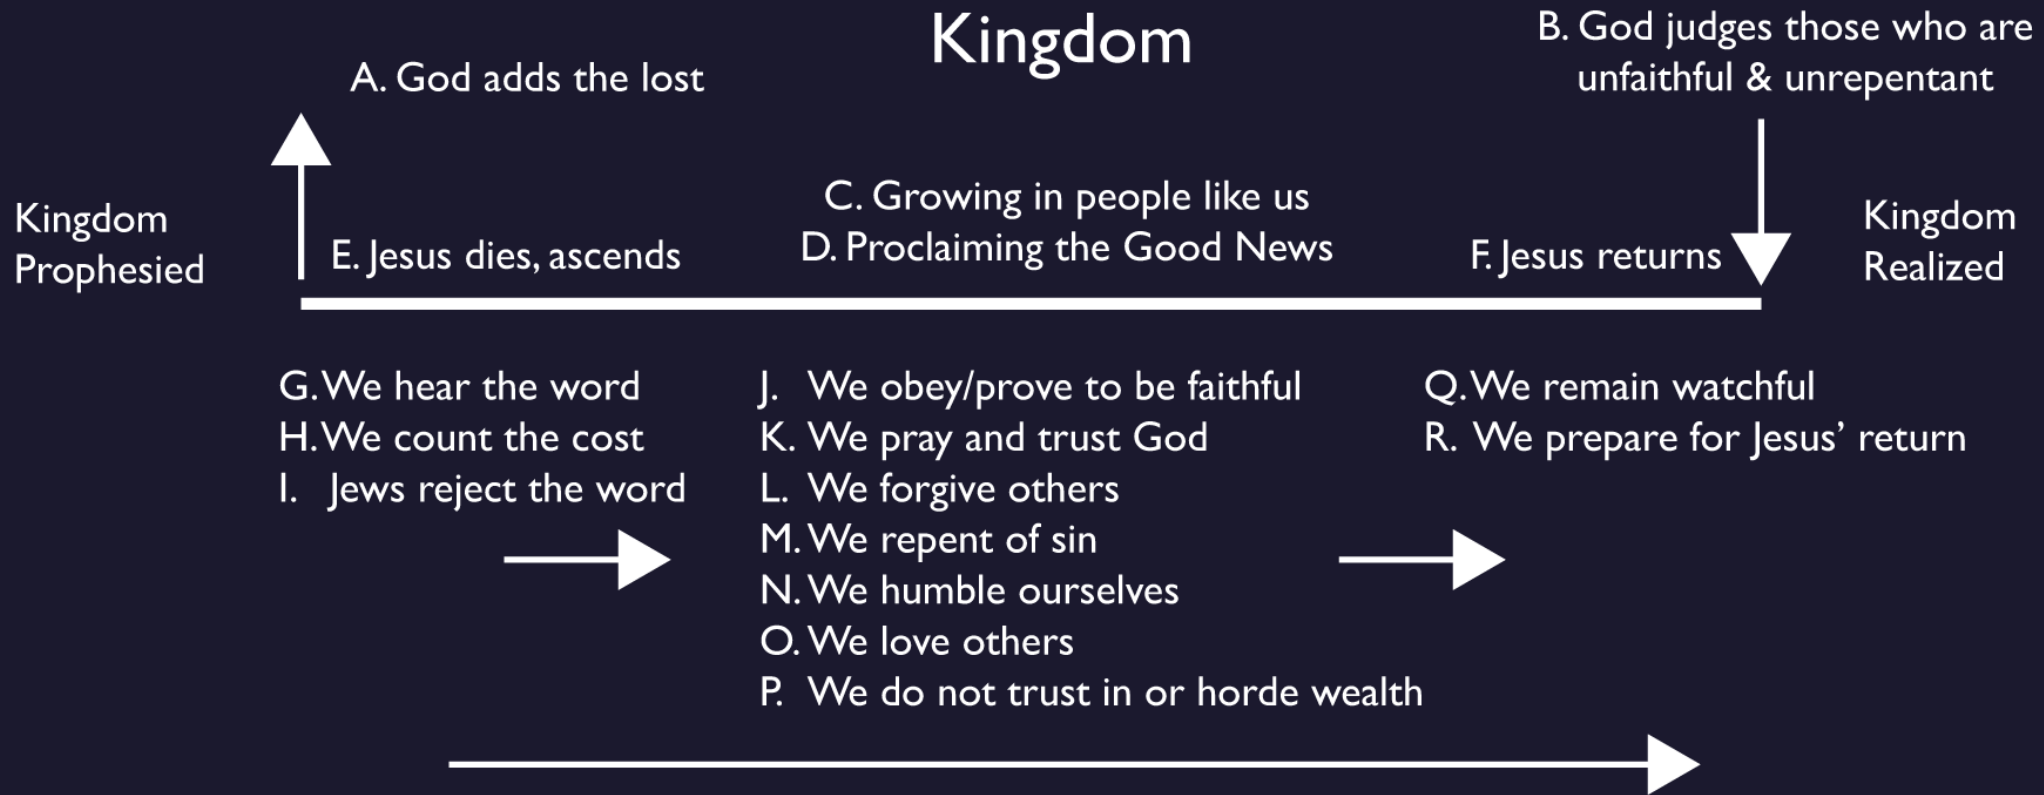 Kingdom
A. God adds the lost
B. God judges those who are
unfaithful & unrepentant
Kingdom
Prophesied
E. Jesus dies, ascends
C. Growing in people like us
D. Proclaiming the Good News
F. Jesus returns
Kingdom
Realized
G. We hear the word
H. We count the cost
I. Jews reject the word
J. We obey/prove to be faithful
K. We pray and trust God
L. We forgive others
M. We repent of sin
N. We humble ourselves
O. We love others
P. We do not trust in or horde wealth
Q. We remain watchful
R. We prepare for Jesus’ return